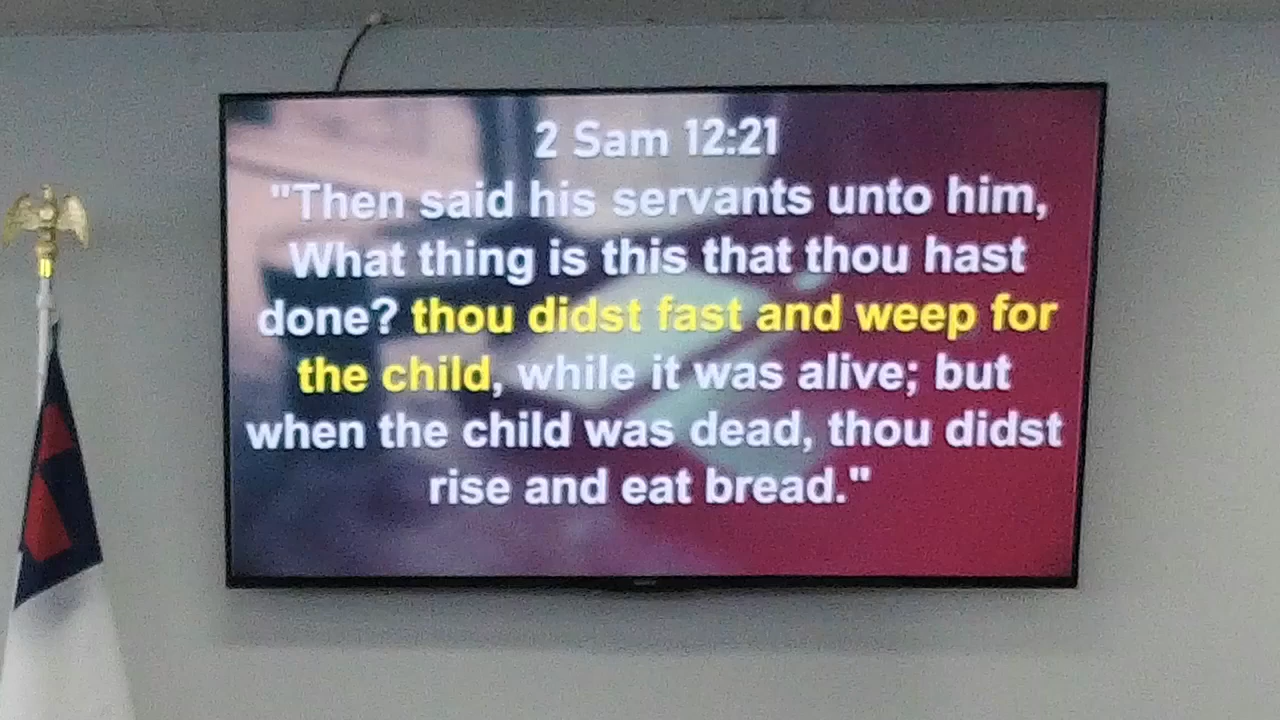 2 Sam 12:21
"Then said his servants unto him,
What thing is this that thou hast
done? thou didst fast and weep for
the child, while it was alive; but
when the child was dead, thou didst
rise and eat bread."